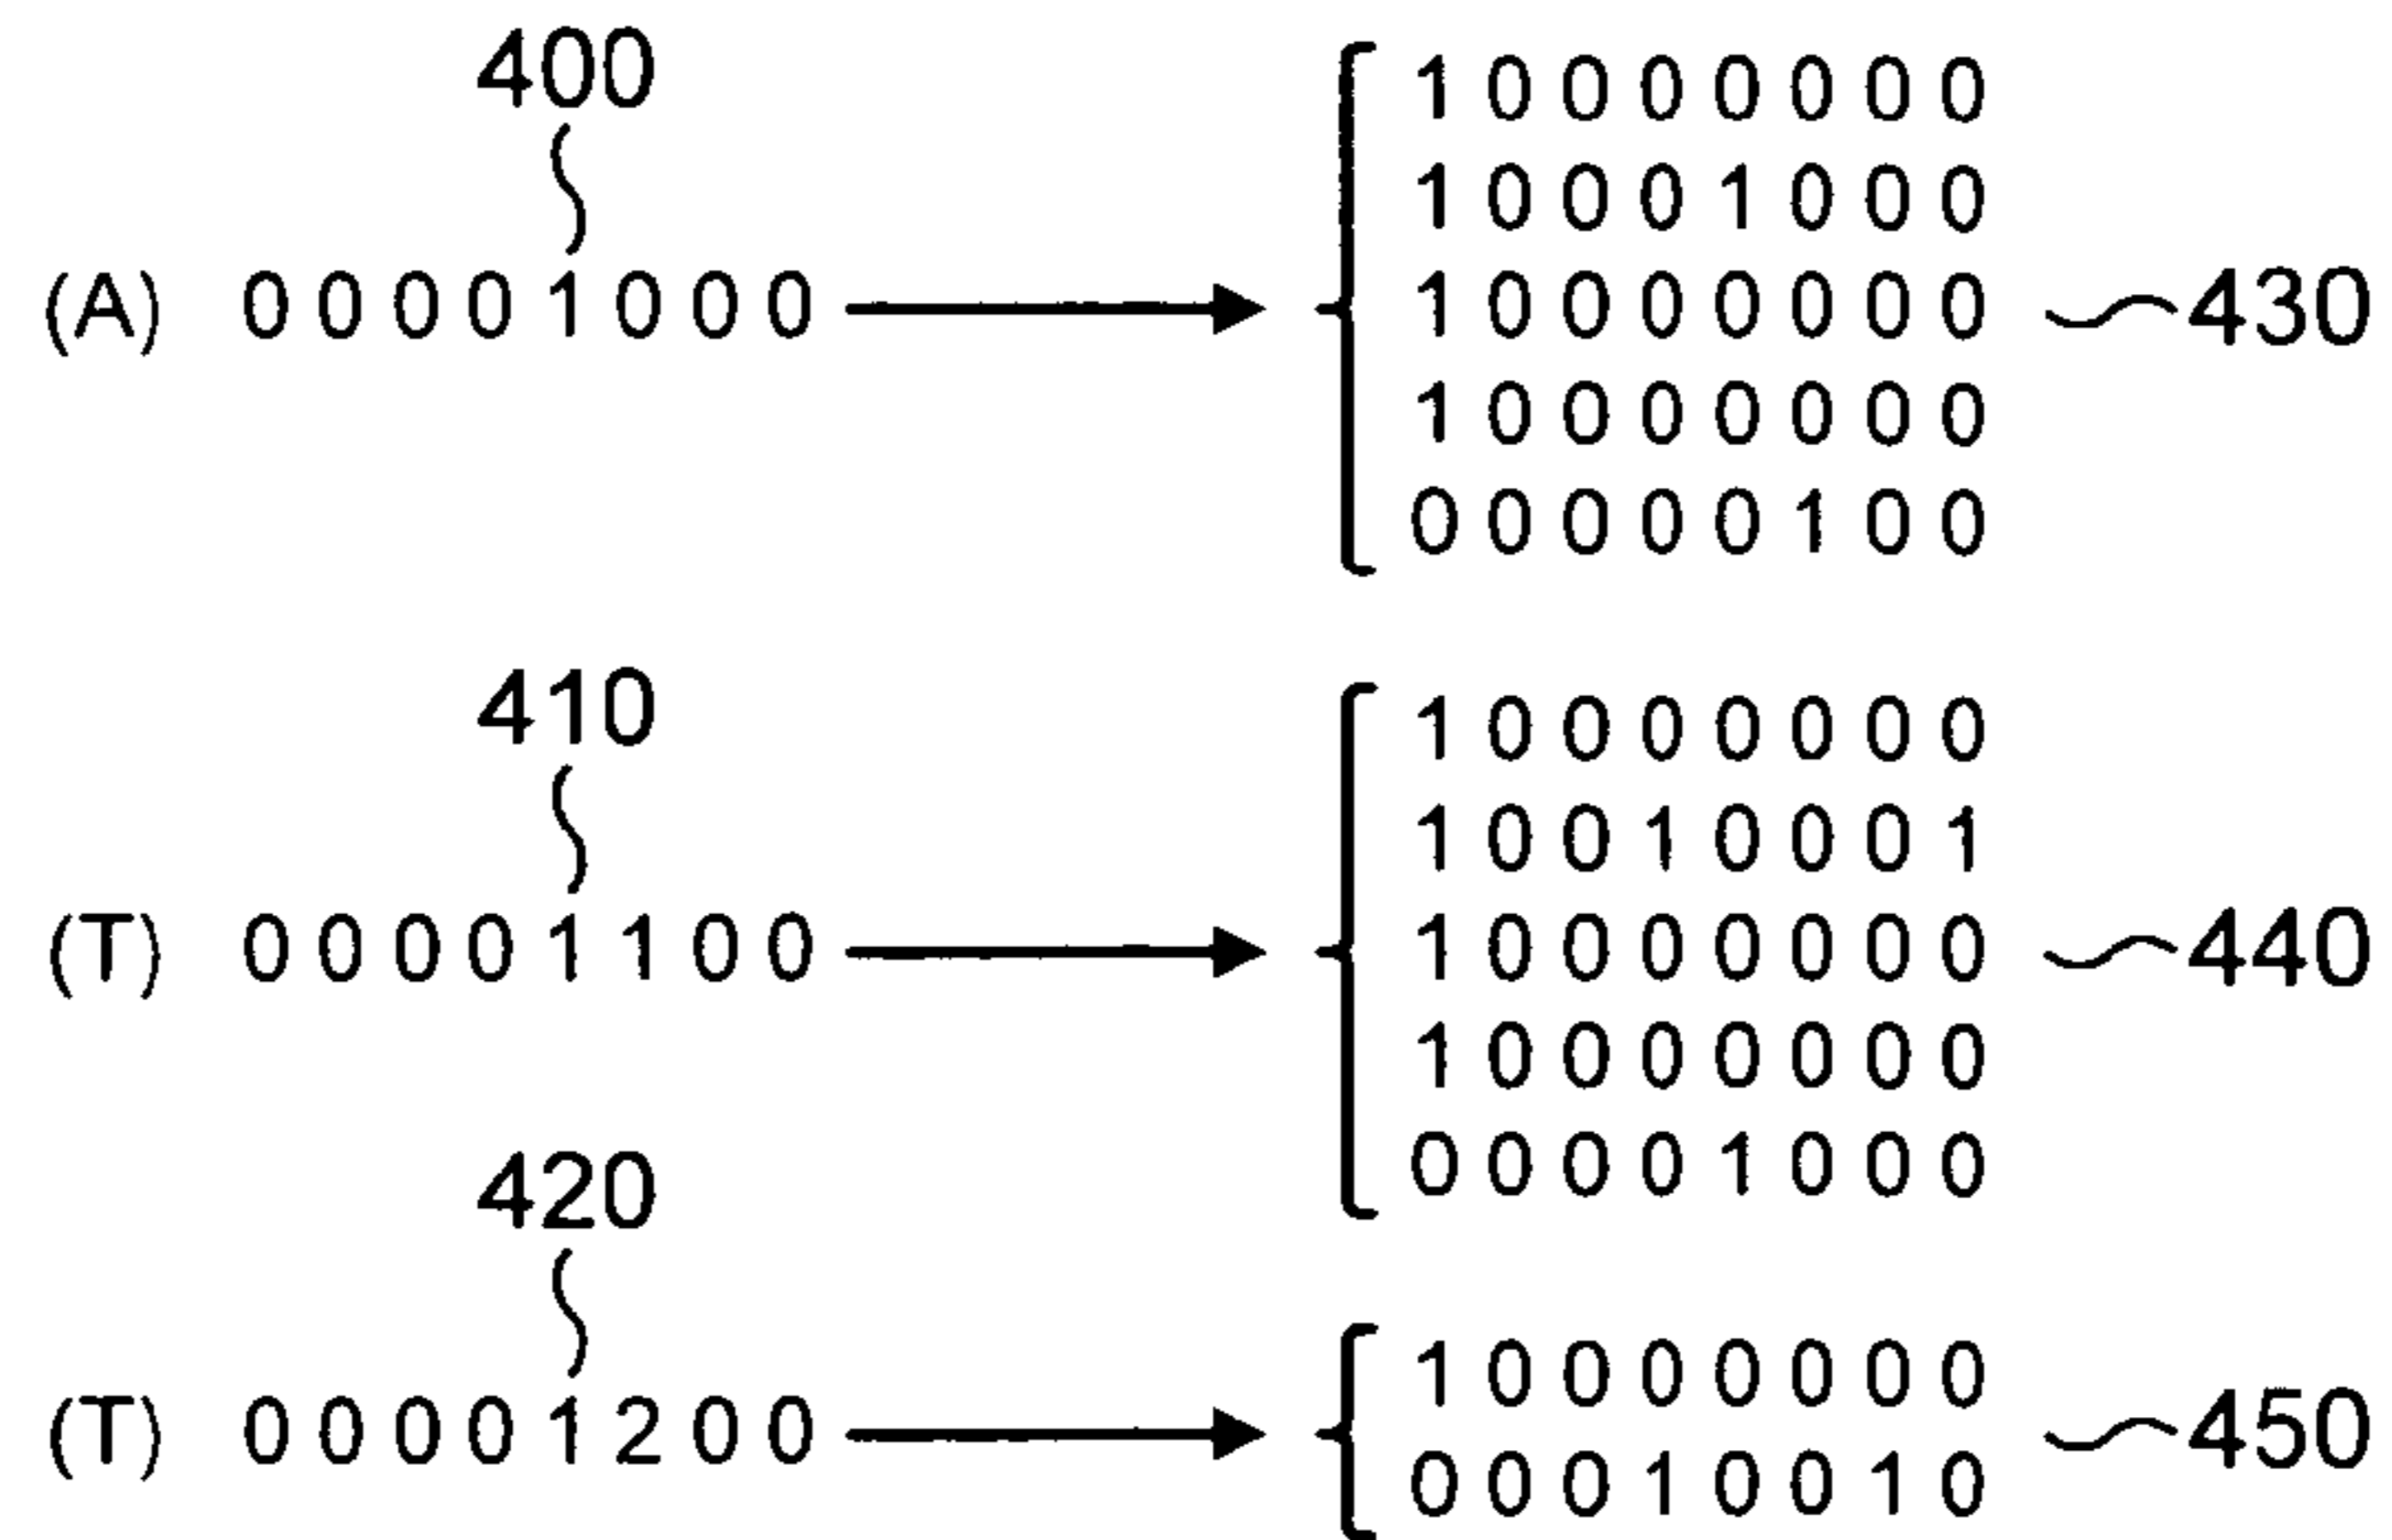 400
1 0 0 0 0 0 0 0
1 0 0 0 1 0 0 0
(A) 0 0 0 0 1 0 0 0 1 0 0 0 0 0 0 0 430
1 0 0 0 0 0 0 0
0 0 0 0 0 1 0 0
410
1 0 0 0 0 0 0 0
1 0 0 1 0 0 0 1
(T) 0 0 0 0 1 1 0 0 1 0 0 0 0 0 0 0 440
1 0 0 0 0 0 0 0
0 0 0 0 1 0 0 0
420
1 0 0 0 0 0 0 0
(T) 0 0 0 0 1 2 0 0 450
0 0 0 1 0 0 1 0